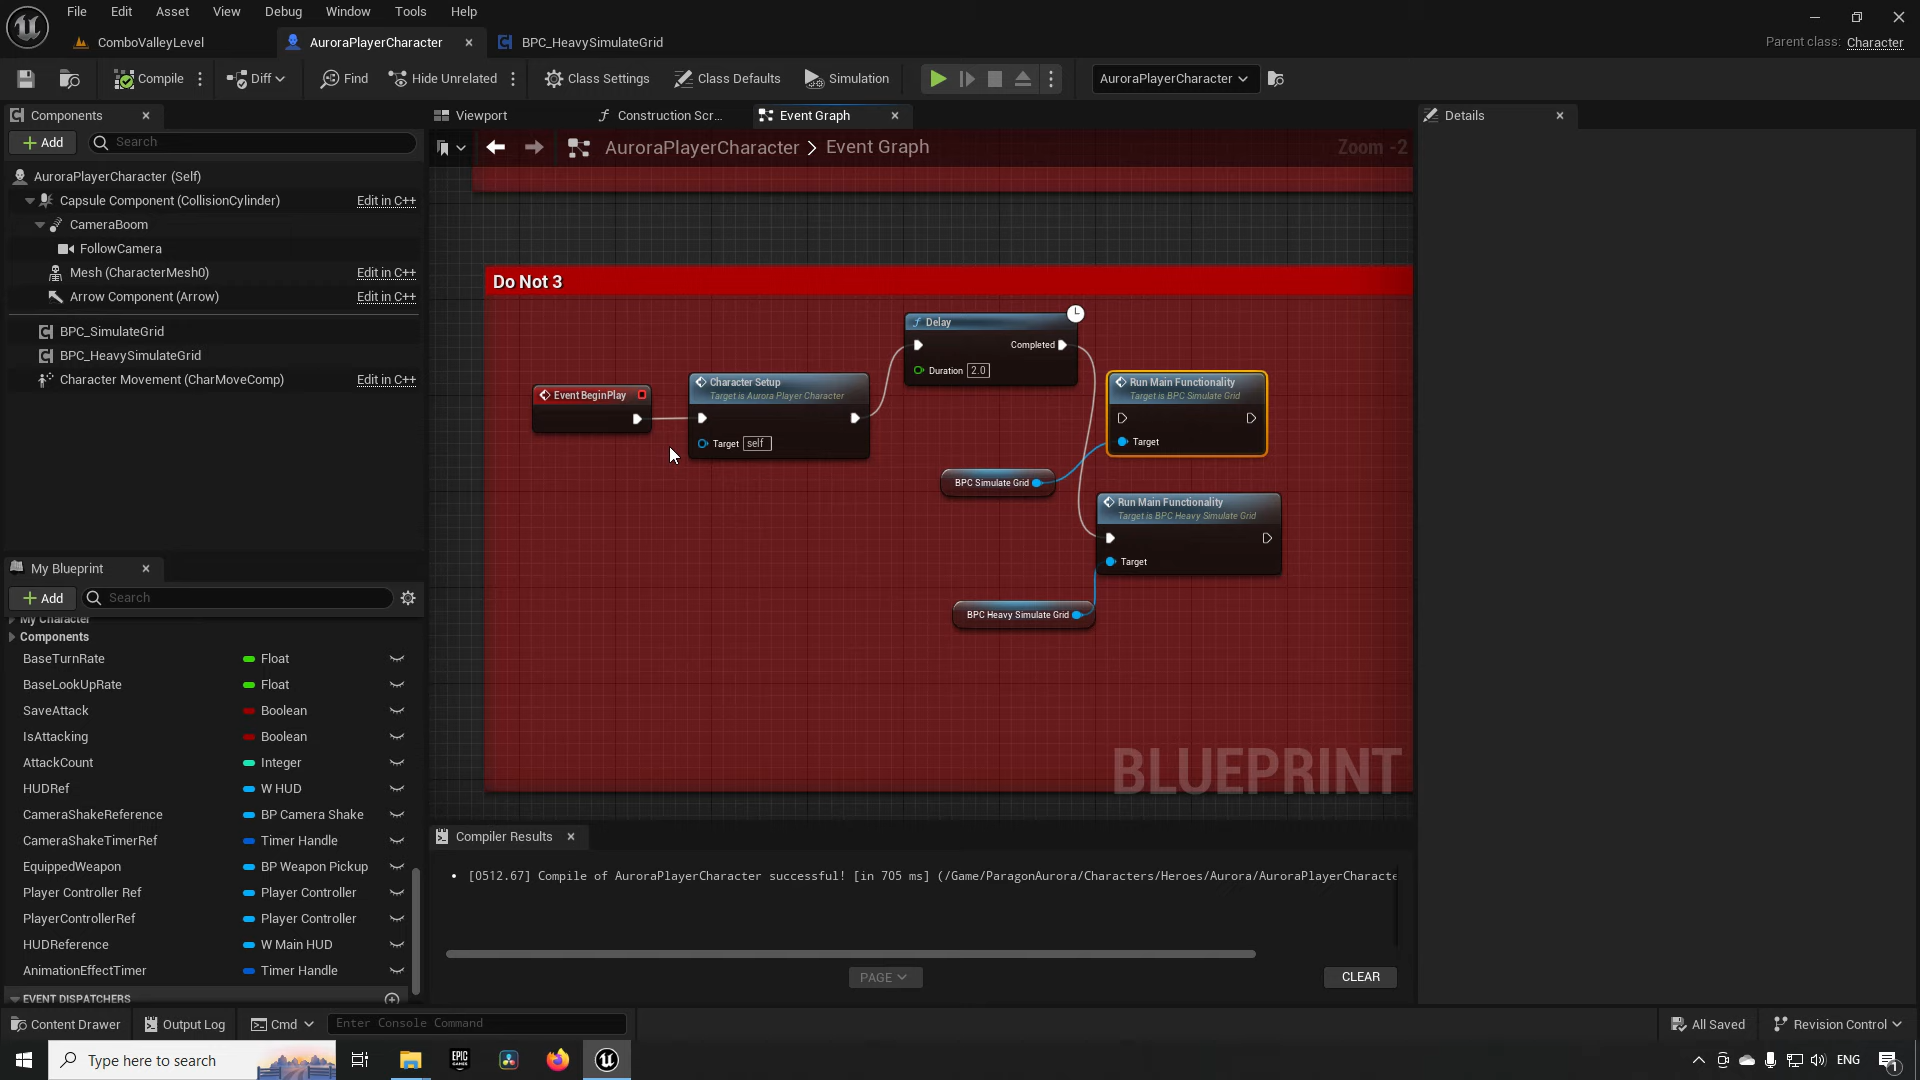 File Edit Asset View Debug Window Tools Help
ComboValleyLevel AuroraPlayerCharacter BPC_HeavySimulateGrid
Parent class: Character
Compile Diff Find Hide Unrelated Class Settings Class Defaults Simulation AuroraPlayerCharacter
Components
Add Search
AuroraPlayerCharacter (Self)
Capsule Component (CollisionCylinder) Edit in C++
CameraBoom
FollowCamera
Mesh (CharacterMesh0) Edit in C++
Arrow Component (Arrow) Edit in C++
BPC_SimulateGrid
BPC_HeavySimulateGrid
Character Movement (CharMoveComp) Edit in C++
My Blueprint
Add Search
My Character
Components
BaseTurnRate Float
BaseLookUpRate Float
SaveAttack Boolean
IsAttacking Boolean
AttackCount Integer
HUDRef W HUD
CameraShakeReference BP Camera Shake
CameraShakeTimerRef Timer Handle
EquippedWeapon BP Weapon Pickup
Player Controller Ref Player Controller
PlayerControllerRef Player Controller
HUDReference W Main HUD
AnimationEffectTimer Timer Handle
EVENT DISPATCHERS
Viewport Construction Scr... Event Graph
AuroraPlayerCharacter > Event Graph Zoom -2
Do Not 3
Event BeginPlay
Character Setup
Target is Aurora Player Character
Target self
Delay
Completed
Duration 2.0
Run Main Functionality
Target is BPC Simulate Grid
Target
BPC Simulate Grid
Run Main Functionality
Target is BPC Heavy Simulate Grid
Target
BPC Heavy Simulate Grid
BLUEPRINT
Compiler Results
[0512.67] Compile of AuroraPlayerCharacter successful! [in 705 ms] (/Game/ParagonAurora/Characters/Heroes/Aurora/AuroraPlayerCharacte
PAGE CLEAR
Details
Content Drawer Output Log Cmd Enter Console Command All Saved Revision Control
Type here to search EPIC GAMES ENG 1